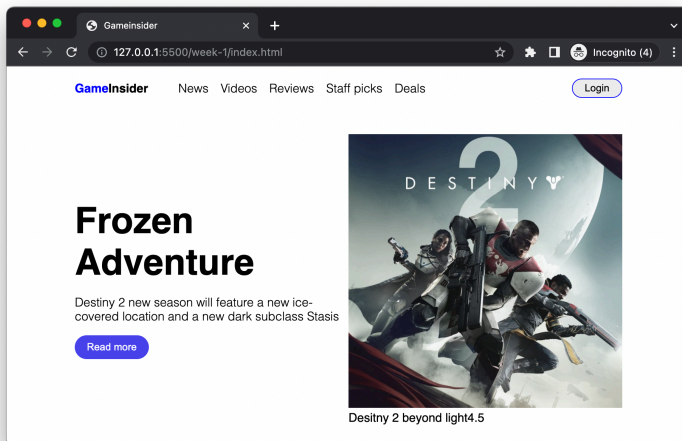 Gameinsider
127.0.0.1:5500/week-1/index.html
Incognito (4)
GameInsider News Videos Reviews Staff picks Deals Login
2
DESTINY
Frozen
Adventure
Destiny 2 new season will feature a new ice-
covered location and a new dark subclass Stasis
Read more
Desitny 2 beyond light4.5